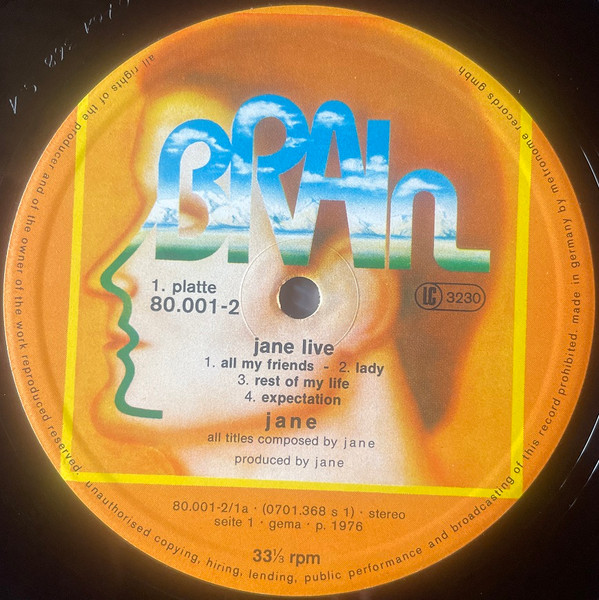 BRAIn
1. platte
80.001-2
LC 3230
jane live
1. all my friends - 2. lady
3. rest of my life
4. expectation
jane
all titles composed by jane
produced by jane
80.001-2/1a · (0701.368 s 1) · stereo
seite 1 · gema · p. 1976
33⅓ rpm
all rights of the producer and of the owner of the work reproduced reserved. unauthorised copying, hiring, lending, public performance and broadcasting of this record prohibited. made in germany by metronome records gmbh